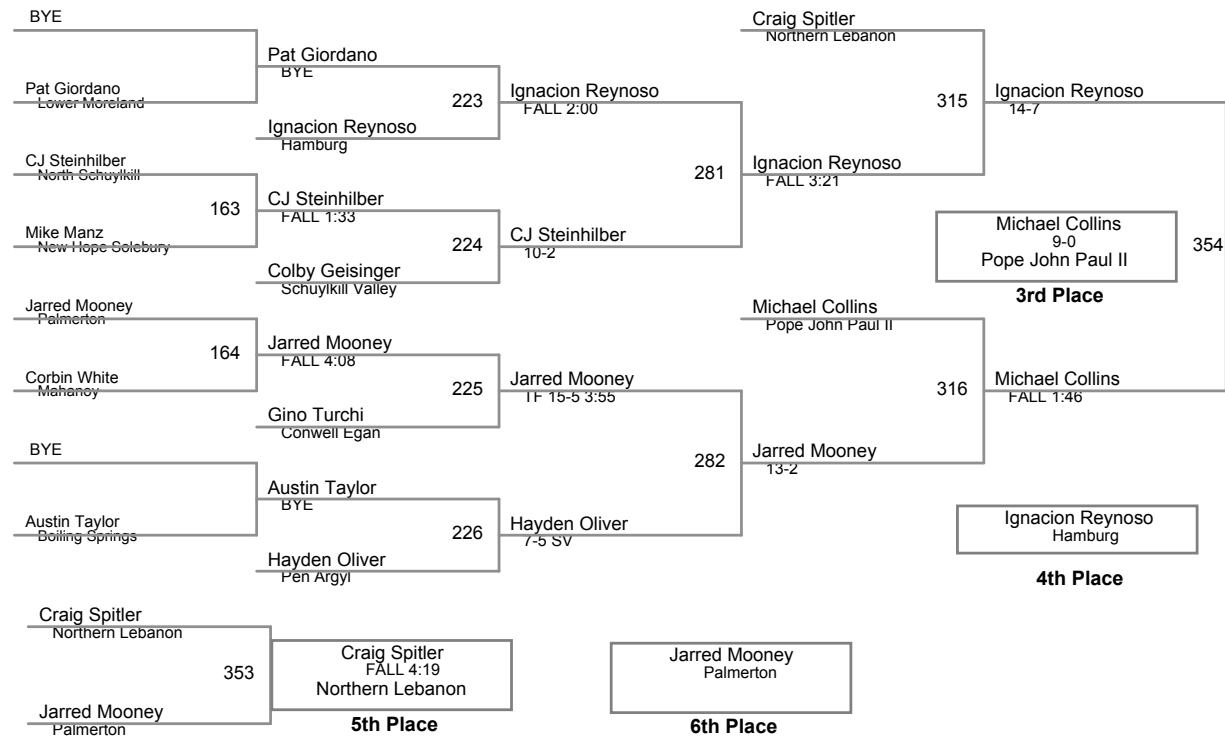 BYE
Pat Giordano
Lower Moreland
CJ Steinhilber
North Schuylkill
163
Mike Manz
New Hope Solebury
Jarred Mooney
Palmerton
164
Corbin White
Mahanoy
BYE
Austin Taylor
Boiling Springs
Pat Giordano
BYE
223
Ignacion Reynoso
Hamburg
CJ Steinhilber
FALL 1:33
224
Colby Geisinger
Schuylkill Valley
Jarred Mooney
FALL 4:08
225
Gino Turchi
Conwell Egan
Austin Taylor
BYE
226
Hayden Oliver
Pen Argyl
Ignacion Reynoso
FALL 2:00
281
CJ Steinhilber
10-2
Jarred Mooney
TF 15-5 3:55
282
Hayden Oliver
7-5 SV
Craig Spitler
Northern Lebanon
315
Ignacion Reynoso
FALL 3:21
Michael Collins
Pope John Paul II
316
Jarred Mooney
13-2
Ignacion Reynoso
14-7
354
Michael Collins
FALL 1:46
Michael Collins
9-0
Pope John Paul II
3rd Place
Ignacion Reynoso
Hamburg
4th Place
Craig Spitler
Northern Lebanon
353
Jarred Mooney
Palmerton
Craig Spitler
FALL 4:19
Northern Lebanon
5th Place
Jarred Mooney
Palmerton
6th Place